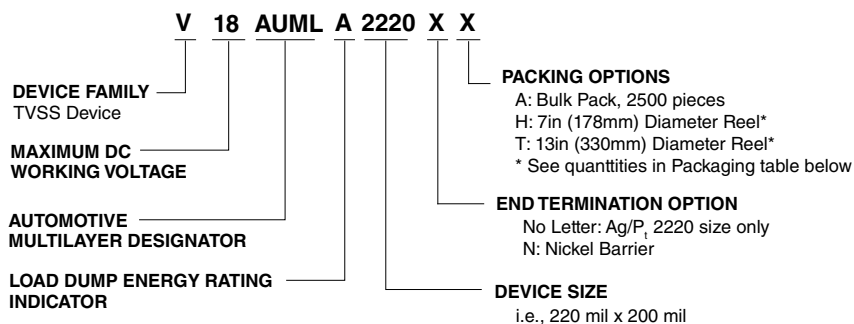 V 18 AUML A 2220 X X
DEVICE FAMILY
TVSS Device
MAXIMUM DC
WORKING VOLTAGE
AUTOMOTIVE
MULTILAYER DESIGNATOR
LOAD DUMP ENERGY RATING
INDICATOR
PACKING OPTIONS
A: Bulk Pack, 2500 pieces
H: 7in (178mm) Diameter Reel*
T: 13in (330mm) Diameter Reel*
* See quanttities in Packaging table below
END TERMINATION OPTION
No Letter: Ag/Pt 2220 size only
N: Nickel Barrier
DEVICE SIZE
i.e., 220 mil x 200 mil